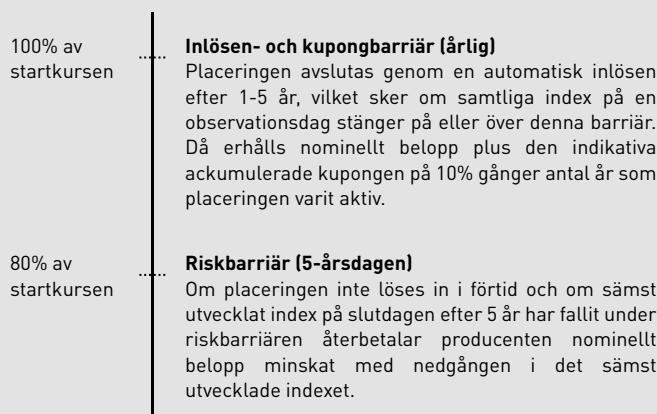 100% av
startkursen
Inlösen- och kupongbarriär (årlig)
Placeringen avslutas genom en automatisk inlösen
efter 1-5 år, vilket sker om samtliga index på en
observationsdag stänger på eller över denna barriär.
Då erhålls nominellt belopp plus den indikativa
ackumulerade kupongen på 10% gånger antal år som
placeringen varit aktiv.
80% av
startkursen
Riskbarriär (5-årsdagen)
Om placeringen inte löses in i förtid och om sämst
utvecklat index på slutdagen efter 5 år har fallit under
riskbarriären återbetalar producenten nominellt
belopp minskat med nedgången i det sämst
utvecklade indexet.